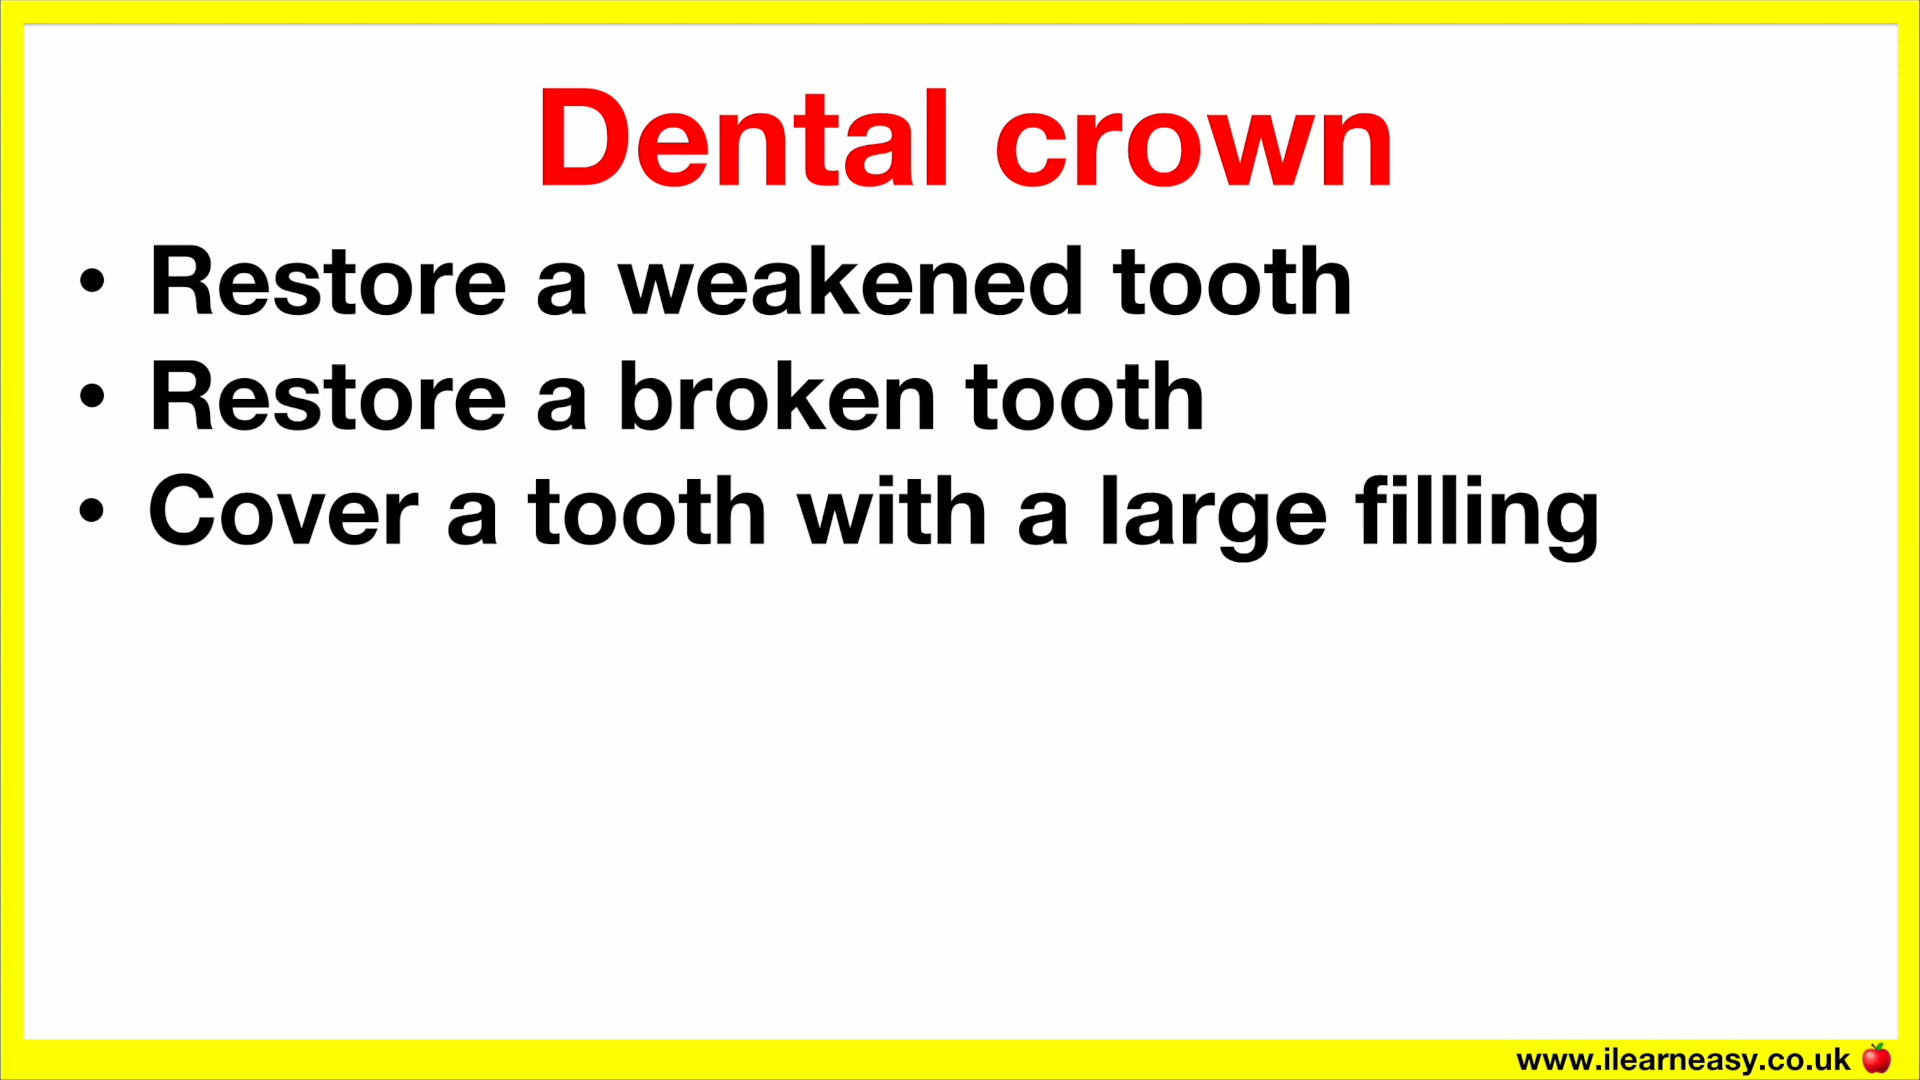 Dental crown
• Restore a weakened tooth
• Restore a broken tooth
• Cover a tooth with a large filling
www.ilearneasy.co.uk